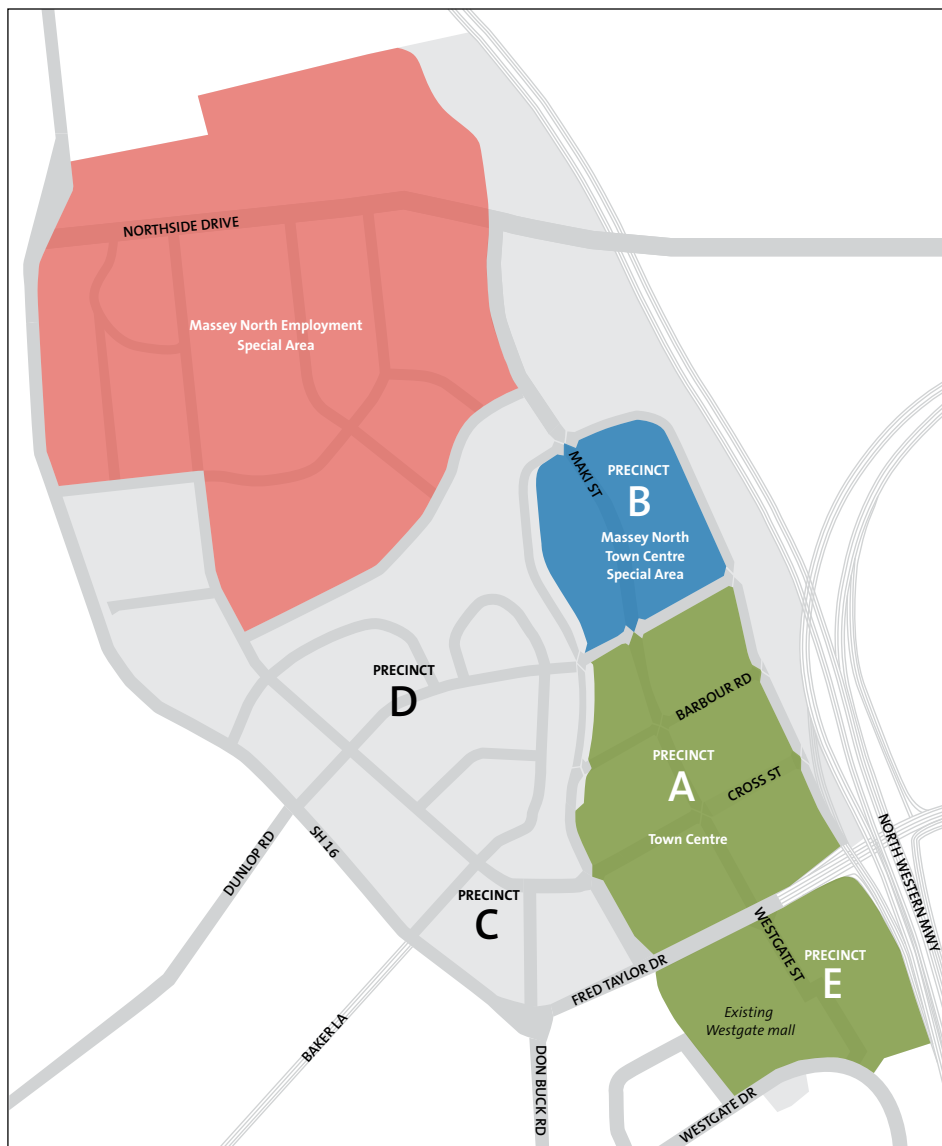 NORTHSIDE DRIVE
Massey North Employment
Special Area
MAKI ST
PRECINCT
B
Massey North
Town Centre
Special Area
PRECINCT
D
BARBOUR RD
PRECINCT
A
CROSS ST
Town Centre
NORTH WESTERN MWY
SH 16
DUNLOP RD
PRECINCT
C
WESTGATE ST
PRECINCT
E
FRED TAYLOR DR
Existing
Westgate mall
BAKER LA
DON BUCK RD
WESTGATE DR